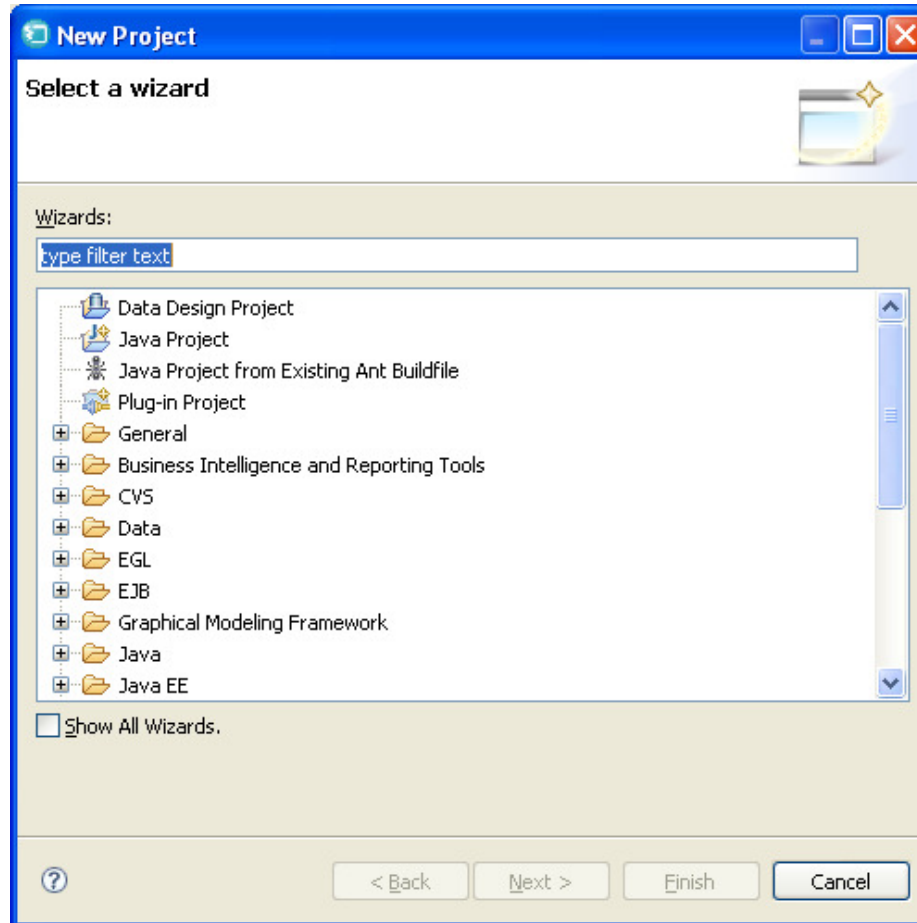 New Project
Select a wizard
Wizards:
type filter text
Data Design Project
Java Project
Java Project from Existing Ant Buildfile
Plug-in Project
General
Business Intelligence and Reporting Tools
CVS
Data
EGL
EJB
Graphical Modeling Framework
Java
Java EE
Show All Wizards.
? < Back Next > Finish Cancel